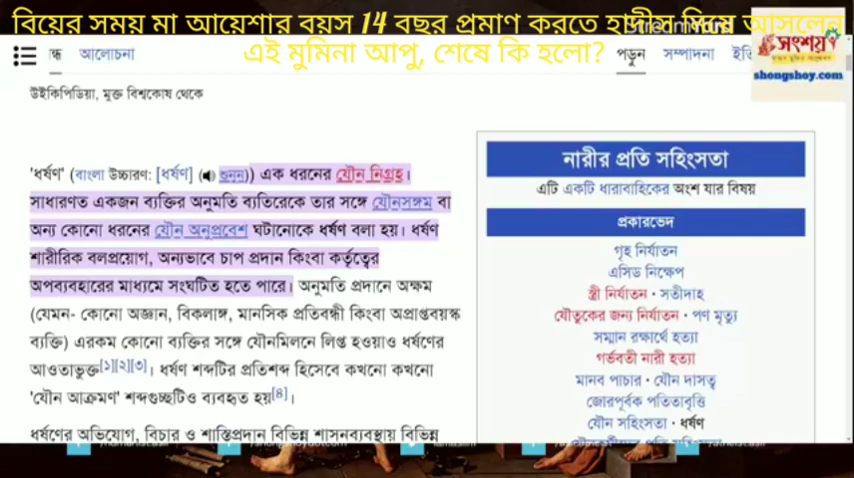 বিয়ের সময় মা আয়েশার বয়স 14 বছর প্রমাণ করতে হাদীস নিয়ে আসলেন
এই মুমিনা আপু, শেষে কি হলো?
StreamYard
সংশয়
shongshoy.com
ন্ধ আলোচনা পড়ুন সম্পাদনা
উইকিপিডিয়া, মুক্ত বিশ্বকোষ থেকে
'ধর্ষণ' (বাংলা উচ্চারণ: [ধর্ষণ] (শুনুন)) এক ধরনের যৌন নিগ্রহ।
সাধারণত একজন ব্যক্তির অনুমতি ব্যতিরেকে তার সঙ্গে যৌনসঙ্গম বা
অন্য কোনো ধরনের যৌন অনুপ্রবেশ ঘটানোকে ধর্ষণ বলা হয়। ধর্ষণ
শারীরিক বলপ্রয়োগ, অন্যভাবে চাপ প্রদান কিংবা কর্তৃত্বের
অপব্যবহারের মাধ্যমে সংঘটিত হতে পারে। অনুমতি প্রদানে অক্ষম
(যেমন- কোনো অজ্ঞান, বিকলাঙ্গ, মানসিক প্রতিবন্ধী কিংবা অপ্রাপ্তবয়স্ক
ব্যক্তি) এরকম কোনো ব্যক্তির সঙ্গে যৌনমিলনে লিপ্ত হওয়াও ধর্ষণের
আওতাভুক্ত[১][২][৩]। ধর্ষণ শব্দটির প্রতিশব্দ হিসেবে কখনো কখনো
'যৌন আক্রমণ' শব্দগুচ্ছটিও ব্যবহৃত হয়[৪]।
ধর্ষণের অভিযোগ, বিচার ও শাস্তিপ্রদান বিভিন্ন শাসনব্যবস্থায় বিভিন্ন
নারীর প্রতি সহিংসতা
এটি একটি ধারাবাহিকের অংশ যার বিষয়
প্রকারভেদ
গৃহ নির্যাতন
এসিড নিক্ষেপ
স্ত্রী নির্যাতন · সতীদাহ
যৌতুকের জন্য নির্যাতন · পণ মৃত্যু
সম্মান রক্ষার্থে হত্যা
গর্ভবতী নারী হত্যা
মানব পাচার · যৌন দাসত্ব
জোরপূর্বক পতিতাবৃত্তি
যৌন সহিংসতা · ধর্ষণ